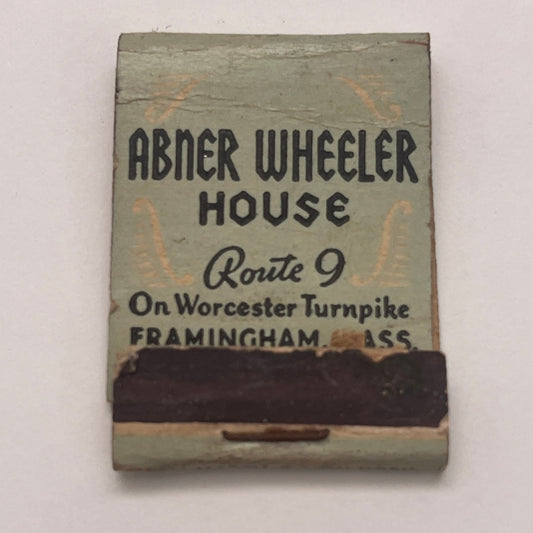 ABNER WHEELER
HOUSE
Route 9
On Worcester Turnpike
FRAMINGHAM, MASS.